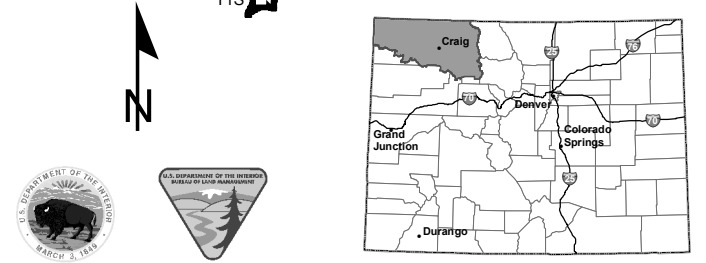 N
U.S. DEPARTMENT OF THE INTERIOR
MARCH 3, 1849
U.S. DEPARTMENT OF THE INTERIOR
BUREAU OF LAND MANAGEMENT
Craig
25
76
70
Denver
70
Grand
Junction
Colorado
Springs
25
Durango